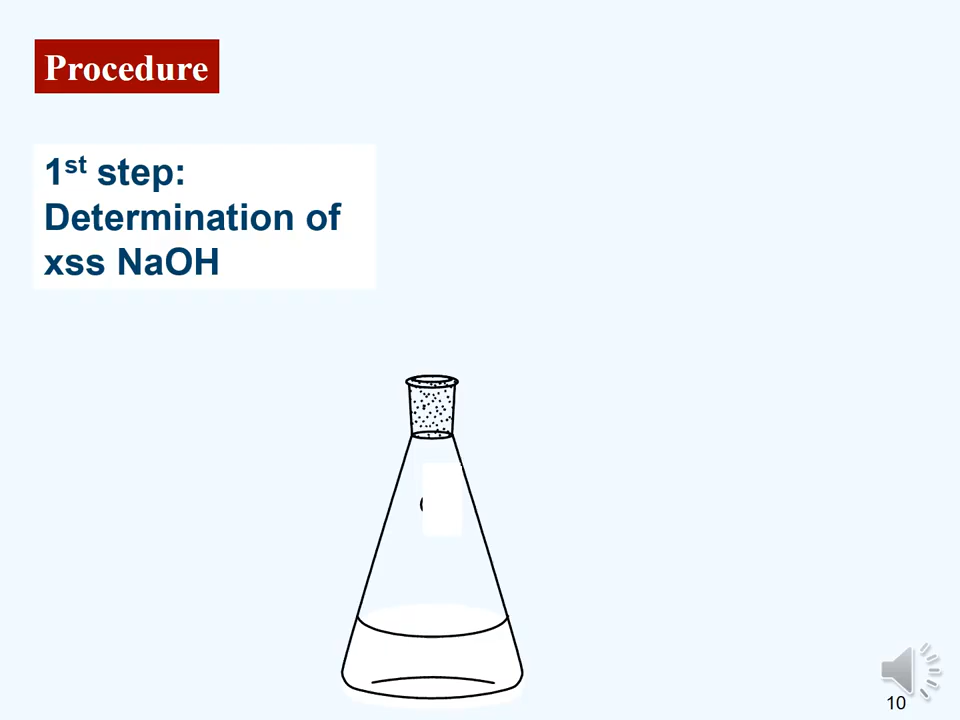 Procedure
1st step:
Determination of
xss NaOH
10